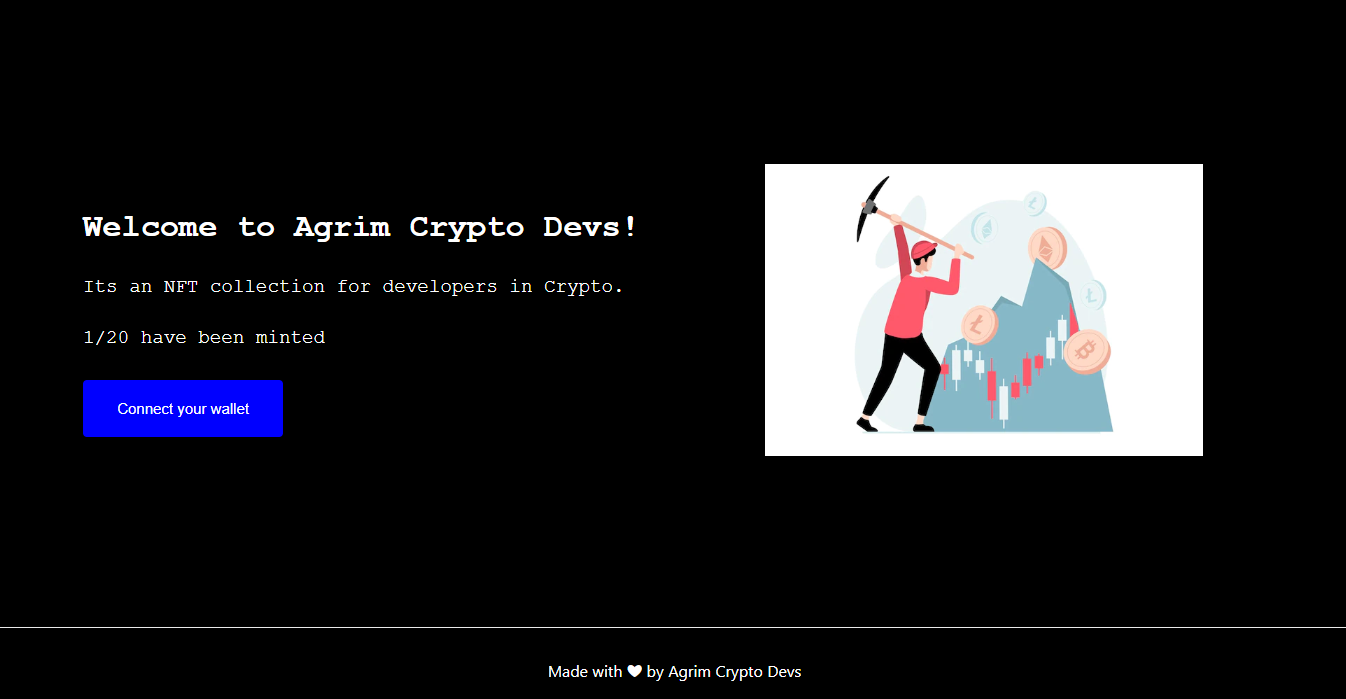 Welcome to Agrim Crypto Devs!
Its an NFT collection for developers in Crypto.
1/20 have been minted
Connect your wallet
Made with ❤ by Agrim Crypto Devs